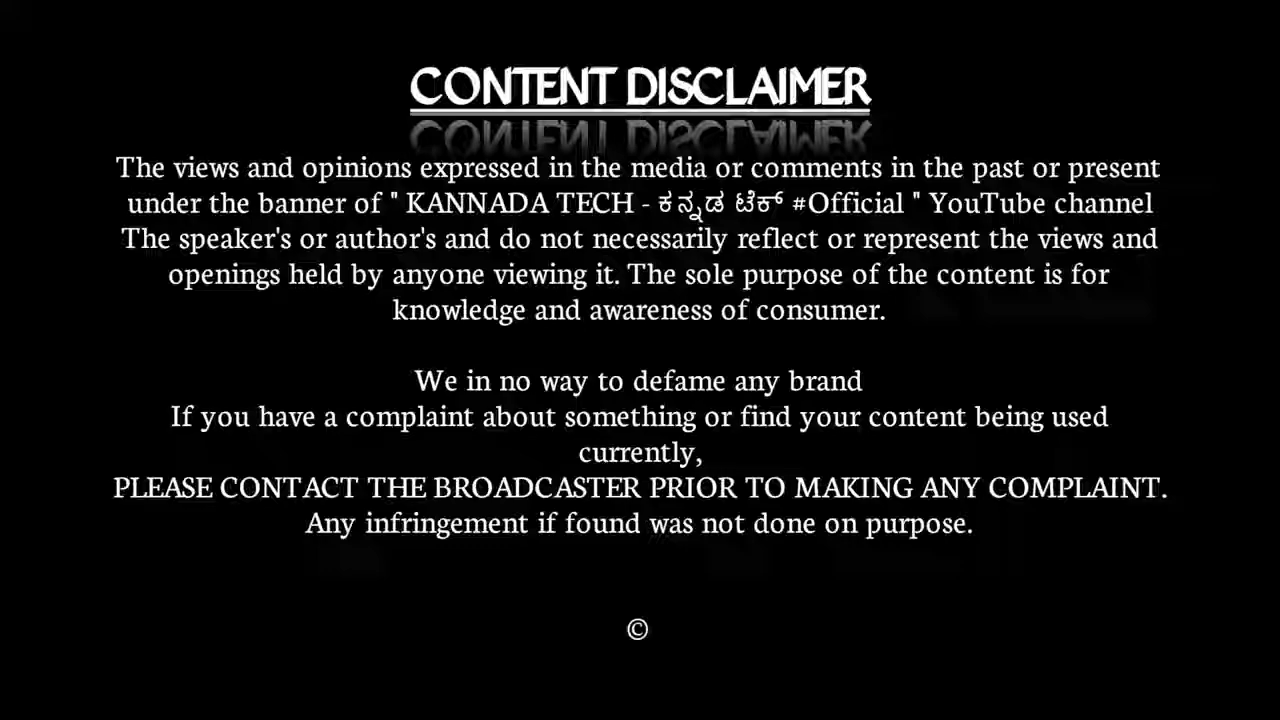 CONTENT DISCLAIMER
The views and opinions expressed in the media or comments in the past or present
under the banner of " KANNADA TECH - ಕನ್ನಡ ಟೆಕ್ #Official " YouTube channel
The speaker's or author's and do not necessarily reflect or represent the views and
openings held by anyone viewing it. The sole purpose of the content is for
knowledge and awareness of consumer.
We in no way to defame any brand
If you have a complaint about something or find your content being used
currently,
PLEASE CONTACT THE BROADCASTER PRIOR TO MAKING ANY COMPLAINT.
Any infringement if found was not done on purpose.
©